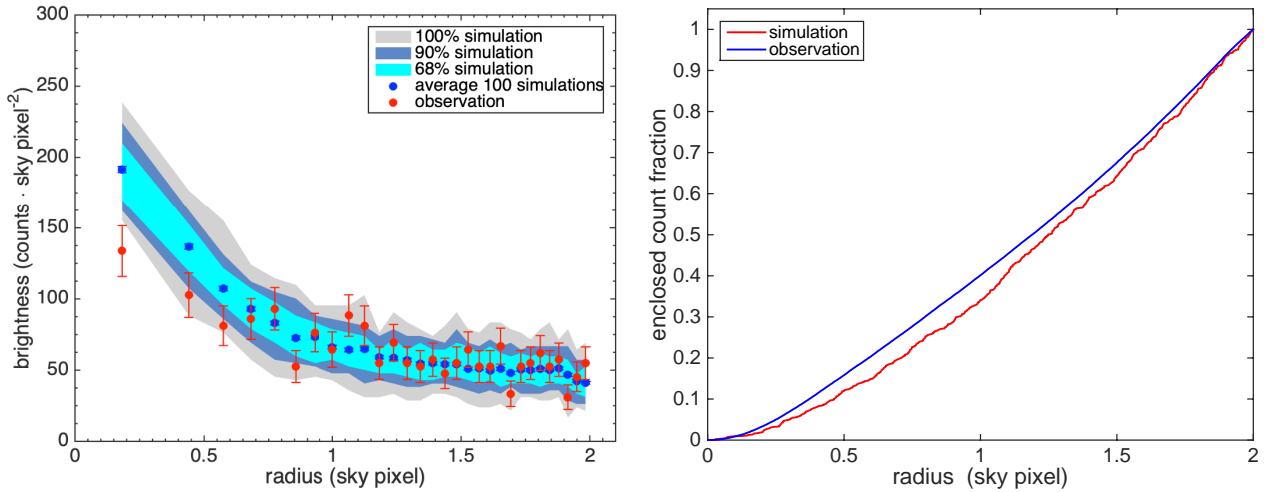 300
250
200
150
100
50
0
brightness (counts · sky pixel-2)
100% simulation
90% simulation
68% simulation
average 100 simulations
observation
0 0.5 1 1.5 2
radius (sky pixel)
1
0.9
0.8
0.7
0.6
0.5
0.4
0.3
0.2
0.1
0
enclosed count fraction
simulation
observation
0 0.5 1 1.5 2
radius (sky pixel)